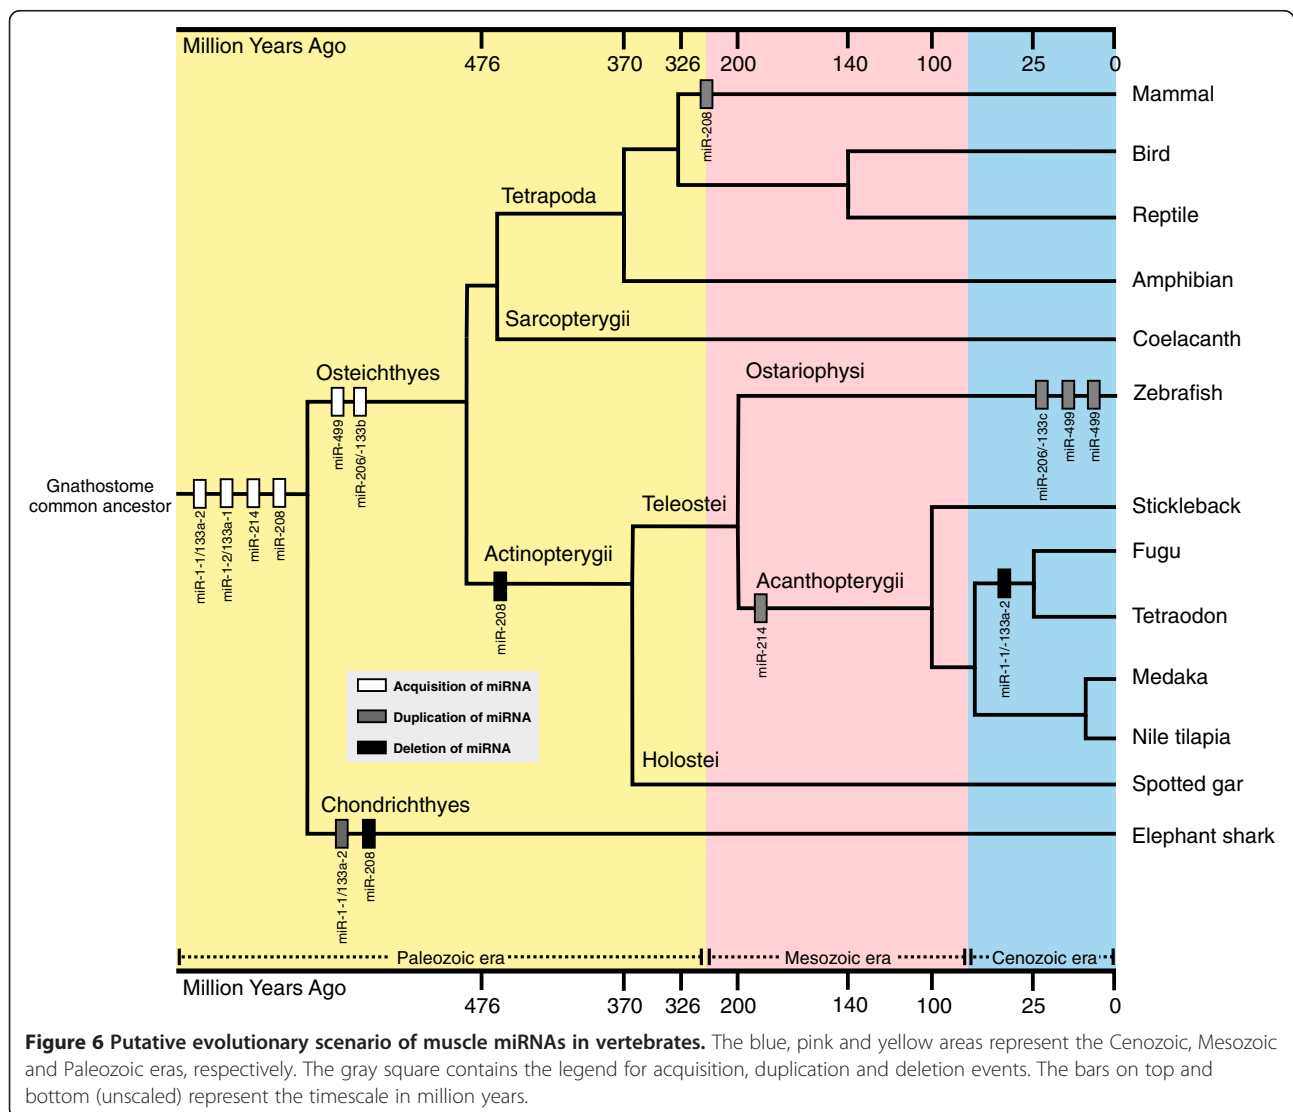 Million Years Ago
476 370 326 200 140 100 25 0
Mammal
miR-208
Bird
Tetrapoda
Reptile
Amphibian
Sarcopterygii
Coelacanth
Osteichthyes
miR-499
miR-206/-133b
Ostariophysi
Zebrafish
miR-206/-133c
miR-499
miR-499
Gnathostome
common ancestor
miR-1-1/133a-2
miR-1-2/133a-1
miR-214
miR-208
Teleostei
Stickleback
Actinopterygii
miR-208
Acanthopterygii
miR-214
Fugu
miR-1-1/-133a-2
Tetraodon
Medaka
Nile tilapia
Acquisition of miRNA
Duplication of miRNA
Deletion of miRNA
Holostei
Spotted gar
Chondrichthyes
miR-1-1/133a-2
miR-208
Elephant shark
Paleozoic era Mesozoic era Cenozoic era
Million Years Ago
476 370 326 200 140 100 25 0
Figure 6 Putative evolutionary scenario of muscle miRNAs in vertebrates. The blue, pink and yellow areas represent the Cenozoic, Mesozoic
and Paleozoic eras, respectively. The gray square contains the legend for acquisition, duplication and deletion events. The bars on top and
bottom (unscaled) represent the timescale in million years.